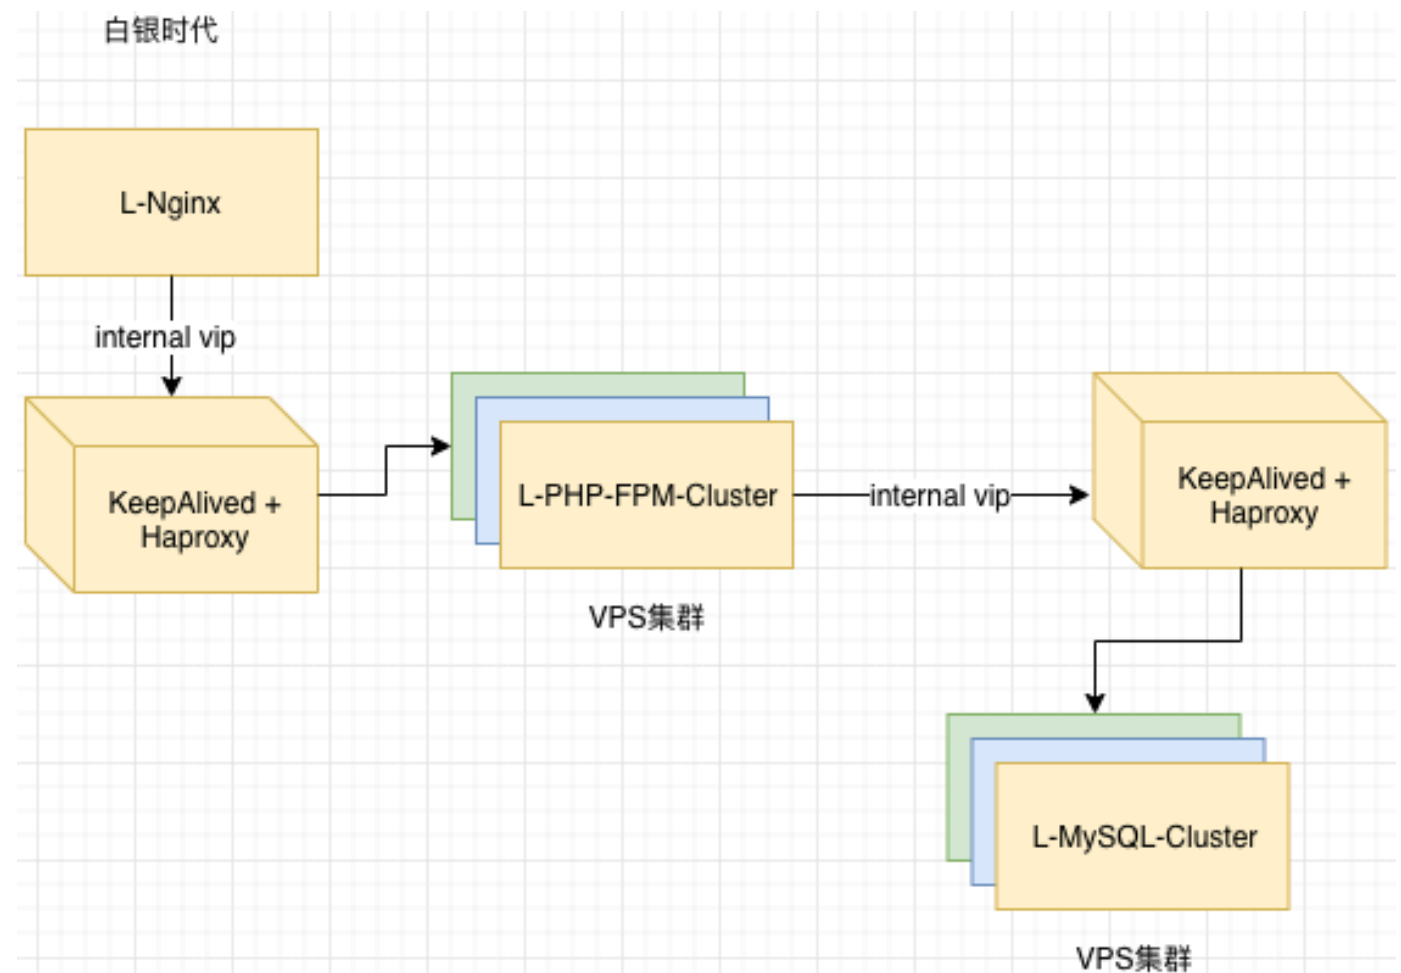 白银时代
L-Nginx
internal vip
KeepAlived +
Haproxy
L-PHP-FPM-Cluster
VPS集群
internal vip
KeepAlived +
Haproxy
L-MySQL-Cluster
VPS集群